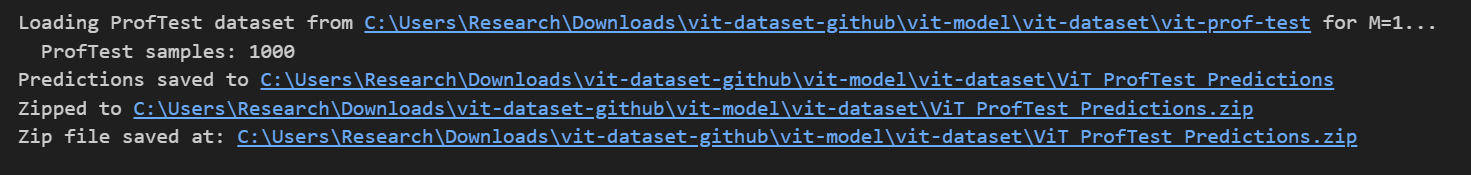 Loading ProfTest dataset from C:\Users\Research\Downloads\vit-dataset-github\vit-model\vit-dataset\vit-prof-test for M=1...
  ProfTest samples: 1000
Predictions saved to C:\Users\Research\Downloads\vit-dataset-github\vit-model\vit-dataset\ViT_ProfTest_Predictions
Zipped to C:\Users\Research\Downloads\vit-dataset-github\vit-model\vit-dataset\ViT_ProfTest_Predictions.zip
Zip file saved at: C:\Users\Research\Downloads\vit-dataset-github\vit-model\vit-dataset\ViT_ProfTest_Predictions.zip